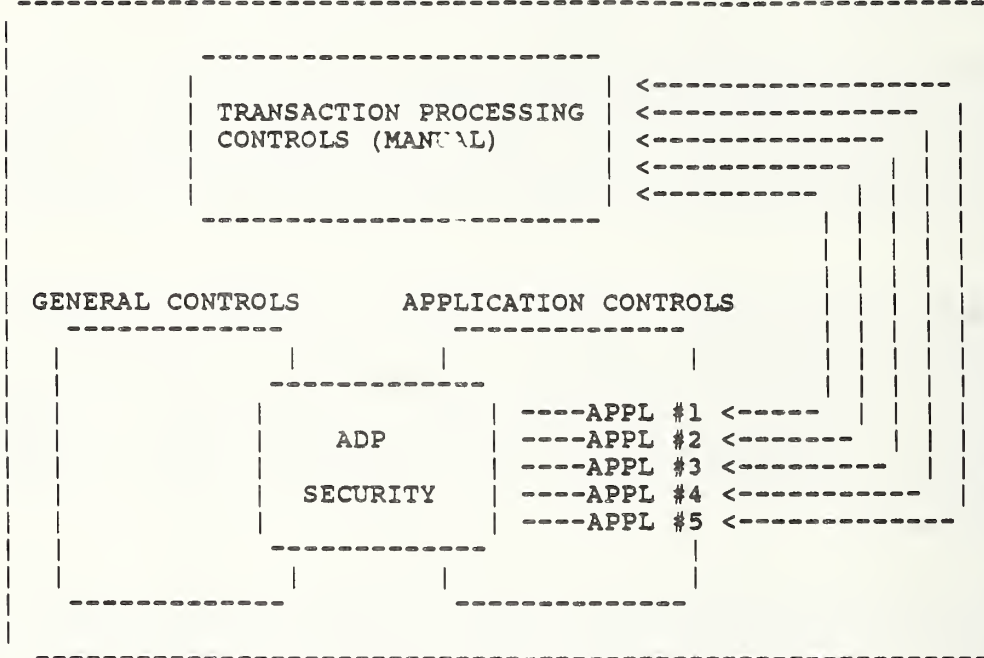 TRANSACTION PROCESSING
CONTROLS (MANUAL)
GENERAL CONTROLS APPLICATION CONTROLS
ADP
SECURITY
----APPL #1 <-----
----APPL #2 <-------
----APPL #3 <---------
----APPL #4 <-----------
----APPL #5 <-------------